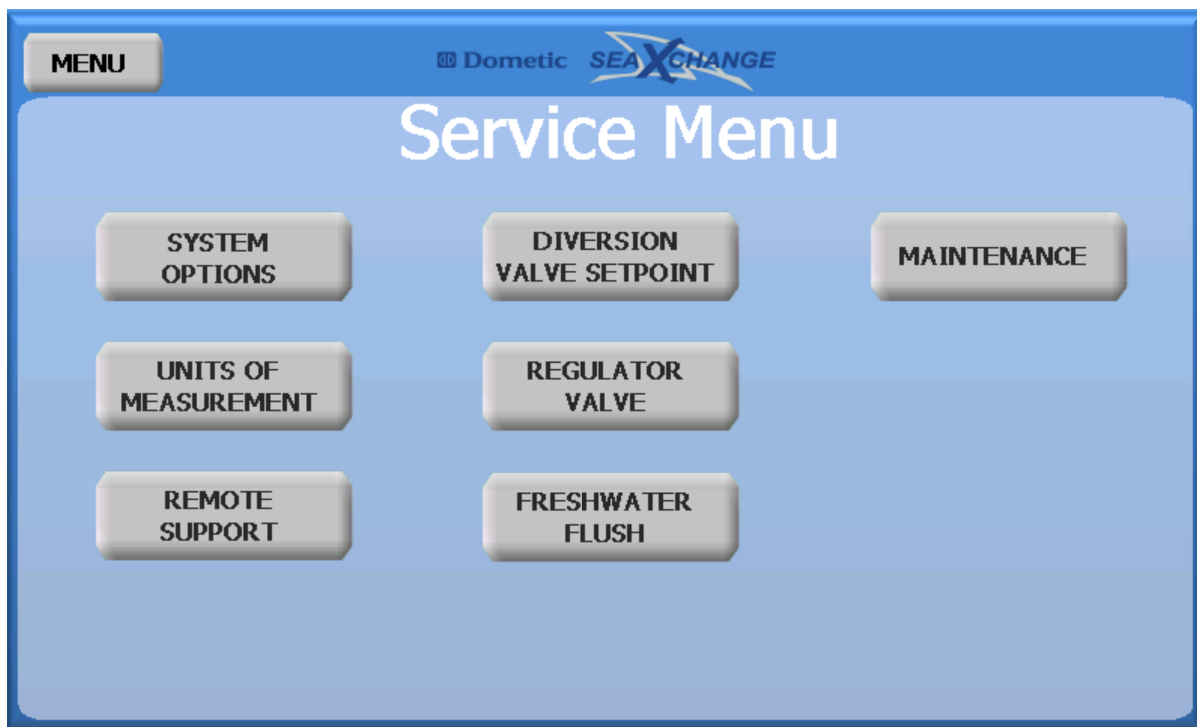 MENU
Dometic SEAXCHANGE
Service Menu
SYSTEM
OPTIONS
DIVERSION
VALVE SETPOINT
MAINTENANCE
UNITS OF
MEASUREMENT
REGULATOR
VALVE
REMOTE
SUPPORT
FRESHWATER
FLUSH